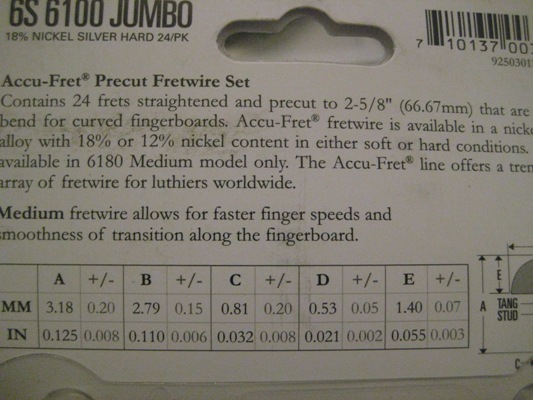 6S 6100 JUMBO
18% NICKEL SILVER HARD 24/PK
7 10137 00
9250301
Accu-Fret® Precut Fretwire Set
Contains 24 frets straightened and precut to 2-5/8" (66.67mm) that are
bend for curved fingerboards. Accu-Fret® fretwire is available in a nicke
alloy with 18% or 12% nickel content in either soft or hard conditions.
available in 6180 Medium model only. The Accu-Fret® line offers a trem
array of fretwire for luthiers worldwide.
Medium fretwire allows for faster finger speeds and
smoothness of transition along the fingerboard.
A +/- B +/- C +/- D +/- E +/-
MM 3.18 0.20 2.79 0.15 0.81 0.20 0.53 0.05 1.40 0.07
IN 0.125 0.008 0.110 0.006 0.032 0.008 0.021 0.002 0.055 0.003
E
A TANG
STUD
C